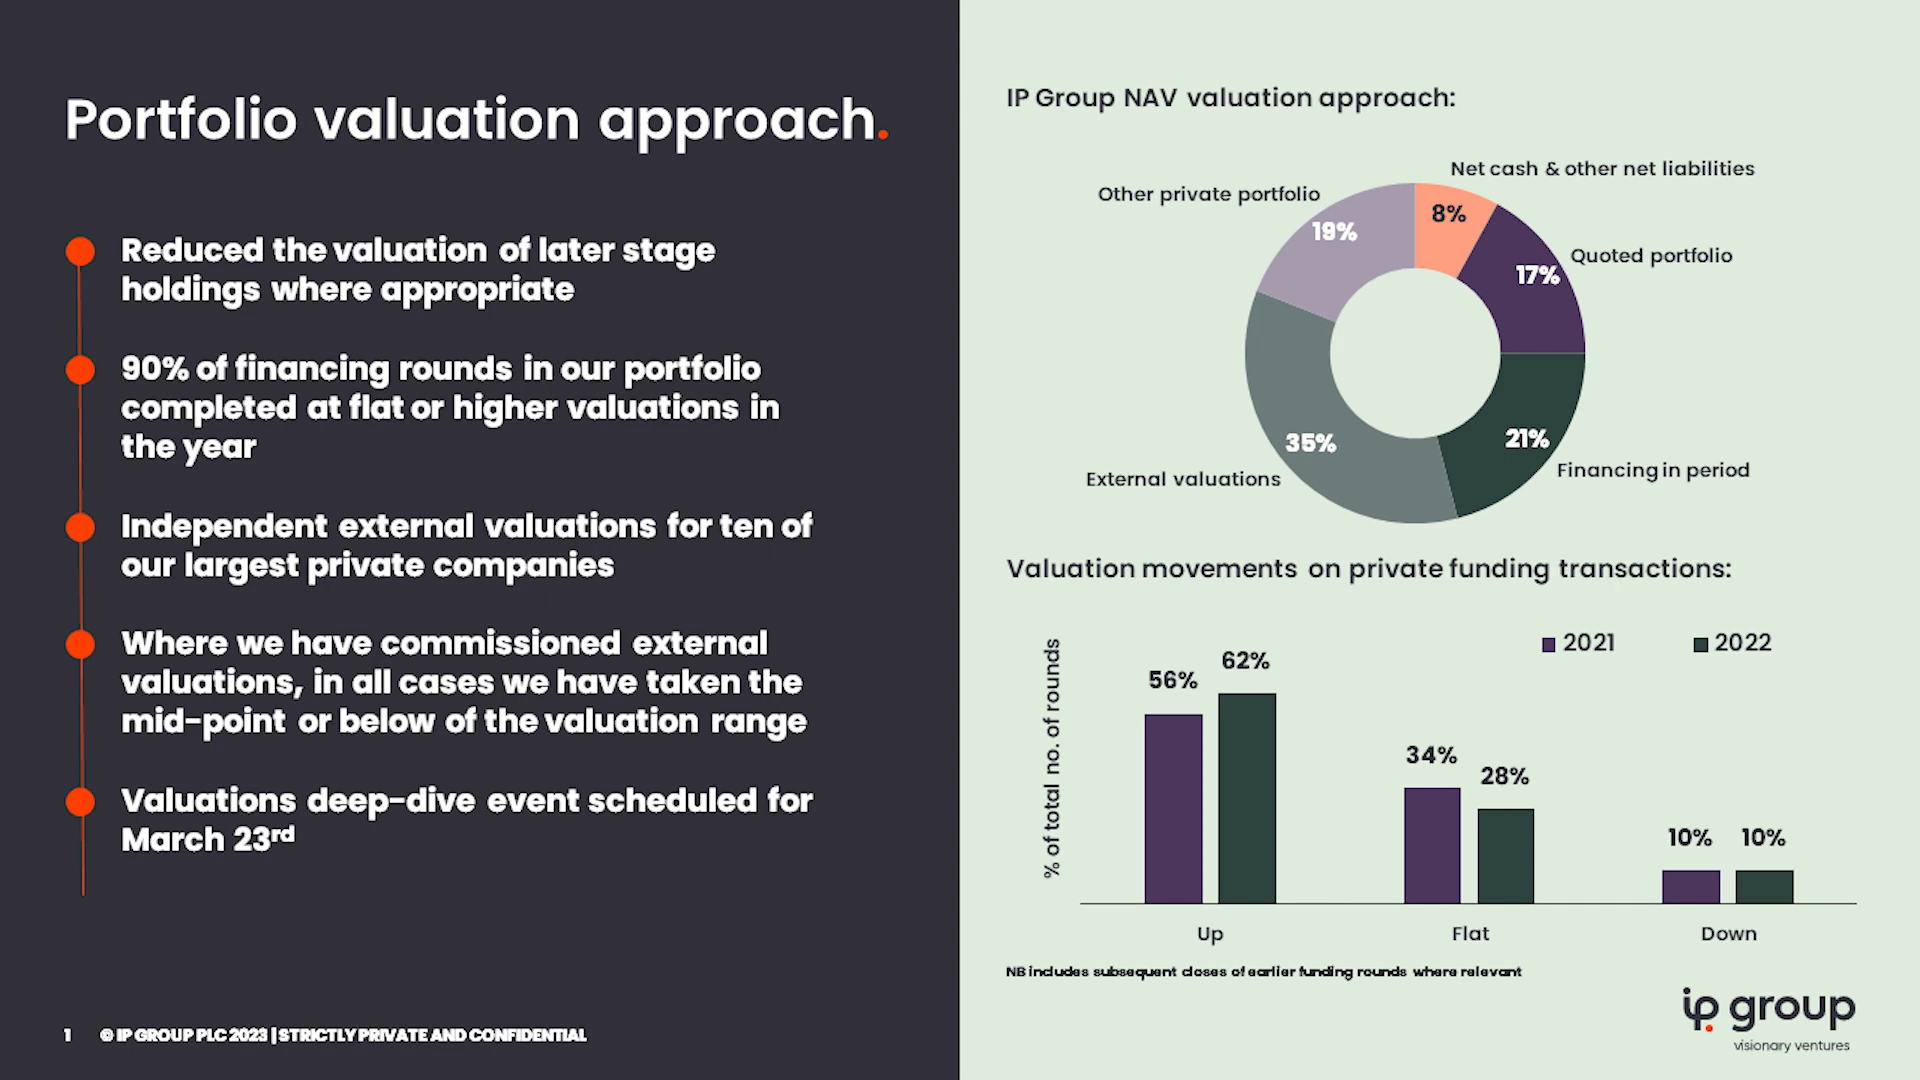 Portfolio valuation approach.
Reduced the valuation of later stage
holdings where appropriate
90% of financing rounds in our portfolio
completed at flat or higher valuations in
the year
Independent external valuations for ten of
our largest private companies
Where we have commissioned external
valuations, in all cases we have taken the
mid-point or below of the valuation range
Valuations deep-dive event scheduled for
March 23rd
1 © IP GROUP PLC 2023 | STRICTLY PRIVATE AND CONFIDENTIAL
IP Group NAV valuation approach:
Net cash & other net liabilities
Other private portfolio
8%
19%
Quoted portfolio
17%
21%
35%
Financing in period
External valuations
Valuation movements on private funding transactions:
% of total no. of rounds
2021 2022
56% 62%
34% 28%
10% 10%
Up Flat Down
NB includes subsequent closes of earlier funding rounds where relevant
ip group
visionary ventures